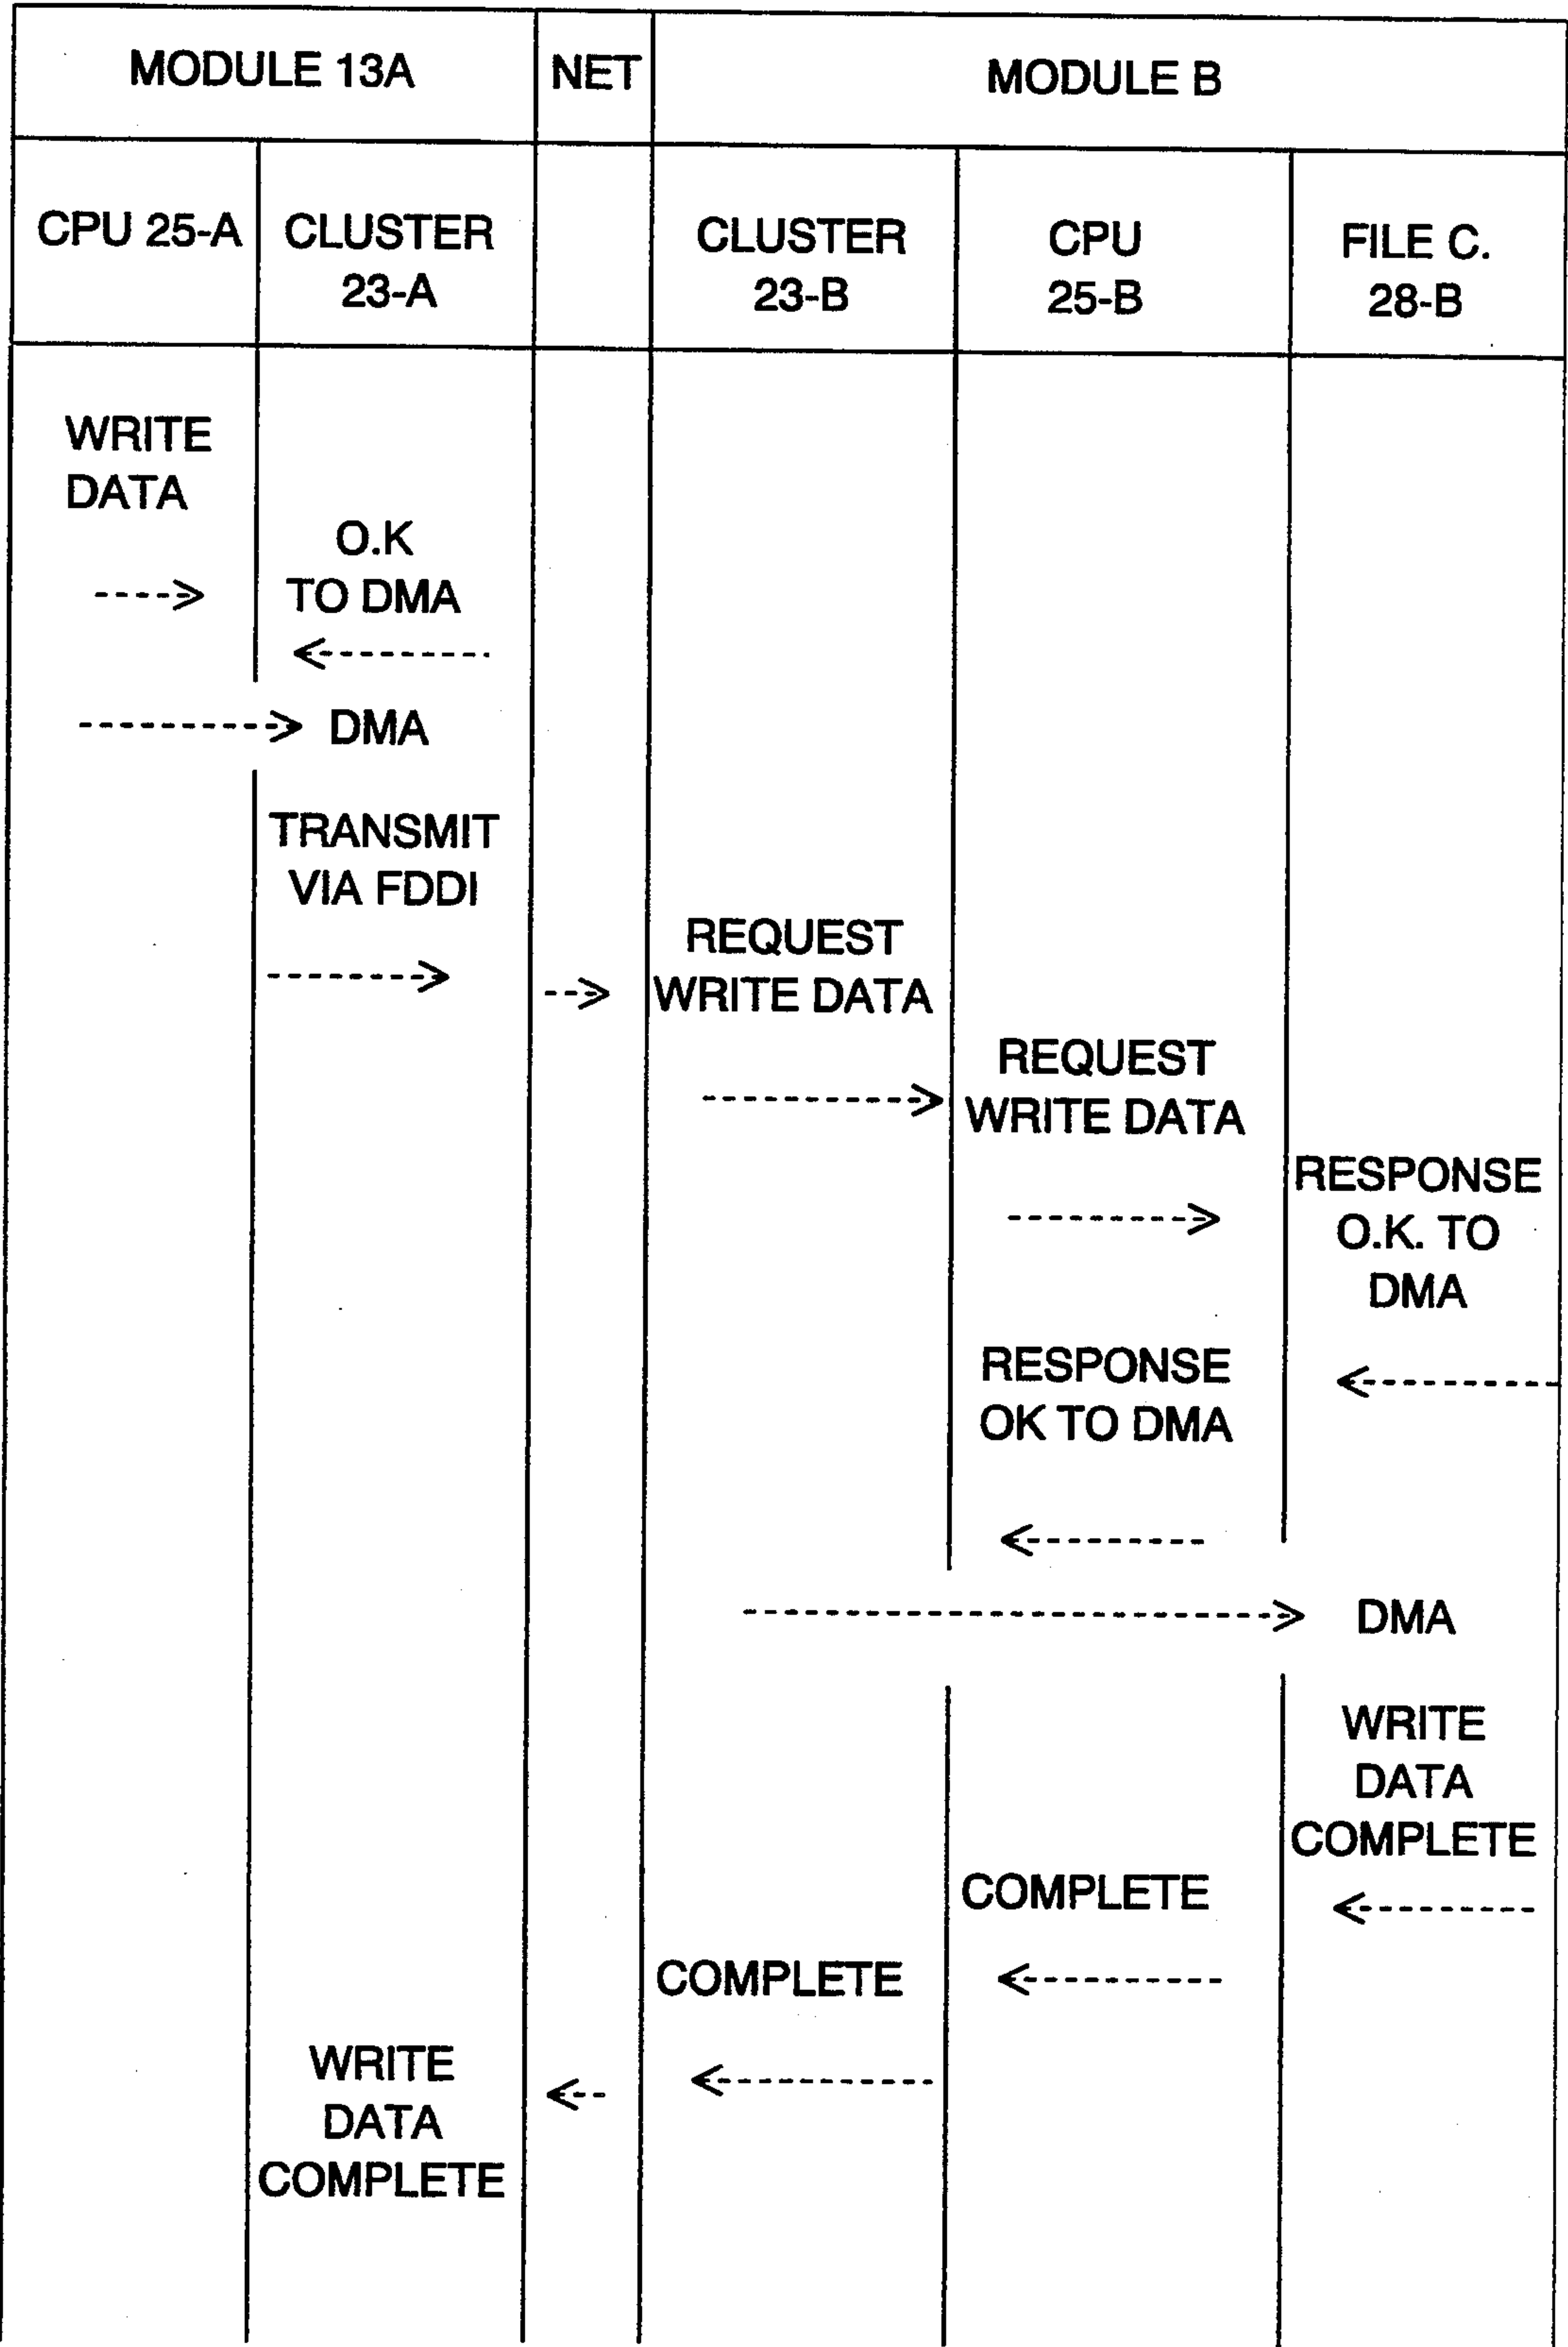 MODULE 13A
NET
MODULE B
CPU 25-A
CLUSTER
23-A
CLUSTER
23-B
CPU
25-B
FILE C.
28-B
WRITE
DATA
O.K
TO DMA
DMA
TRANSMIT
VIA FDDI
REQUEST
WRITE DATA
REQUEST
WRITE DATA
RESPONSE
O.K. TO
DMA
RESPONSE
OK TO DMA
DMA
WRITE
DATA
COMPLETE
COMPLETE
COMPLETE
WRITE
DATA
COMPLETE